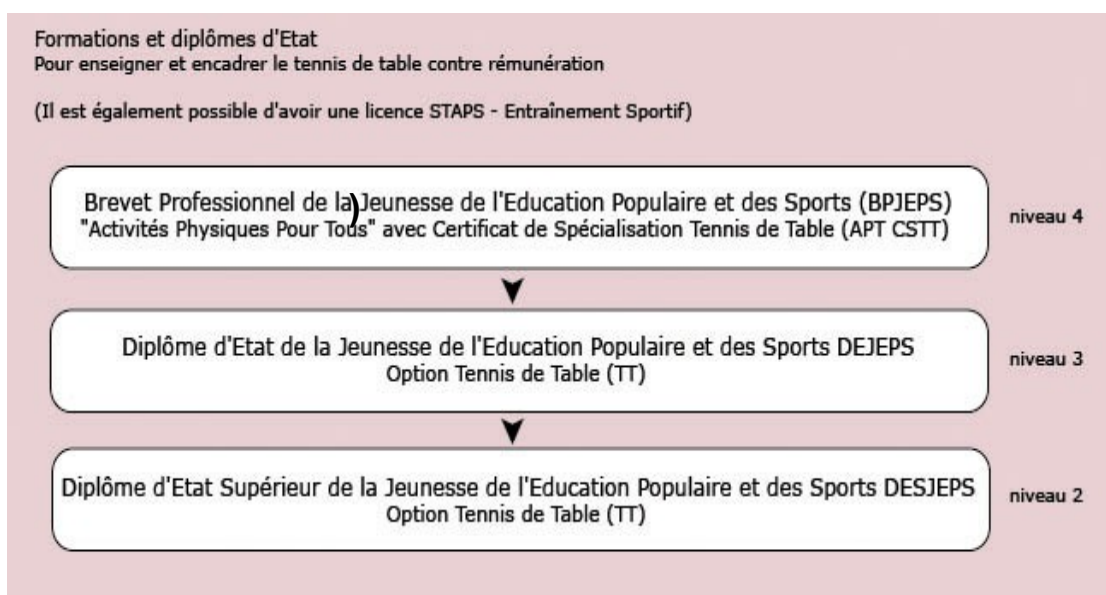 Formations et diplômes d'Etat
Pour enseigner et encadrer le tennis de table contre rémunération
(Il est également possible d'avoir une licence STAPS - Entraînement Sportif)
Brevet Professionnel de la)Jeunesse de l'Education Populaire et des Sports (BPJEPS)
"Activités Physiques Pour Tous" avec Certificat de Spécialisation Tennis de Table (APT CSTT)
niveau 4
Diplôme d'Etat de la Jeunesse de l'Education Populaire et des Sports DEJEPS
Option Tennis de Table (TT)
niveau 3
Diplôme d'Etat Supérieur de la Jeunesse de l'Education Populaire et des Sports DESJEPS
Option Tennis de Table (TT)
niveau 2